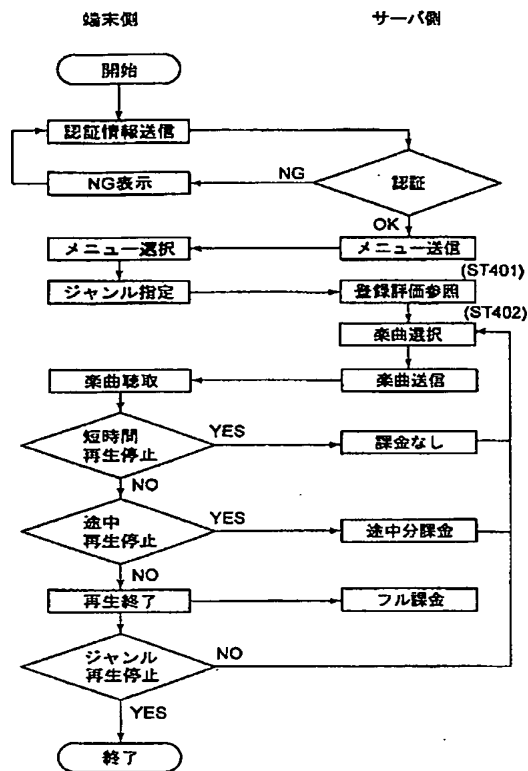 端末側
サーバ側
開始
認証情報送信
NG表示
NG
認証
OK
メニュー選択
メニュー送信
(ST401)
ジャンル指定
登録評価参照
(ST402)
楽曲選択
楽曲聴取
楽曲送信
短時間
再生停止
YES
課金なし
NO
途中
再生停止
YES
途中分課金
NO
再生終了
フル課金
ジャンル
再生停止
NO
YES
終了